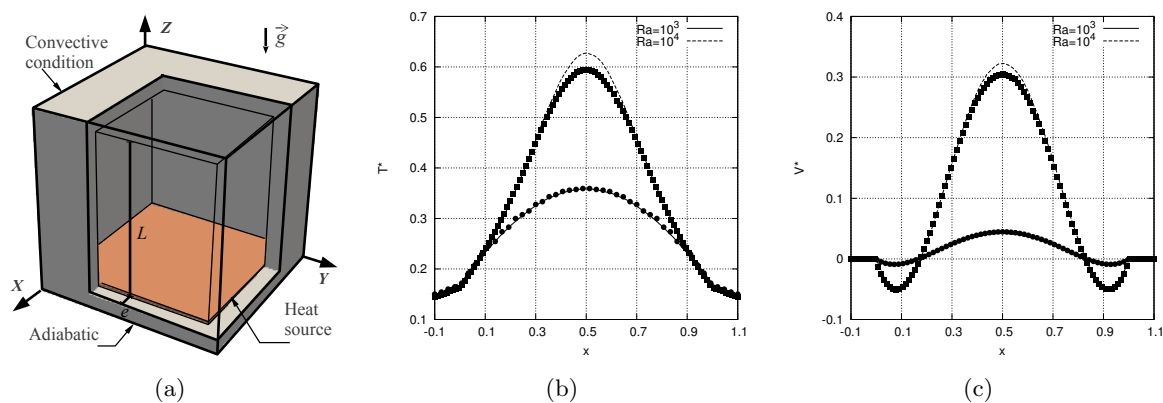 Z
Convective
condition
g
L
X
Y
e
Heat
source
Adiabatic
(a)
0.7
0.6
0.5
0.4
0.3
0.2
0.1
T*
-0.1 0.1 0.3 0.5 0.7 0.9 1.1
x
Ra=10³
Ra=10⁴
(b)
0.4
0.3
0.2
0.1
0
-0.1
V*
-0.1 0.1 0.3 0.5 0.7 0.9 1.1
x
Ra=10³
Ra=10⁴
(c)